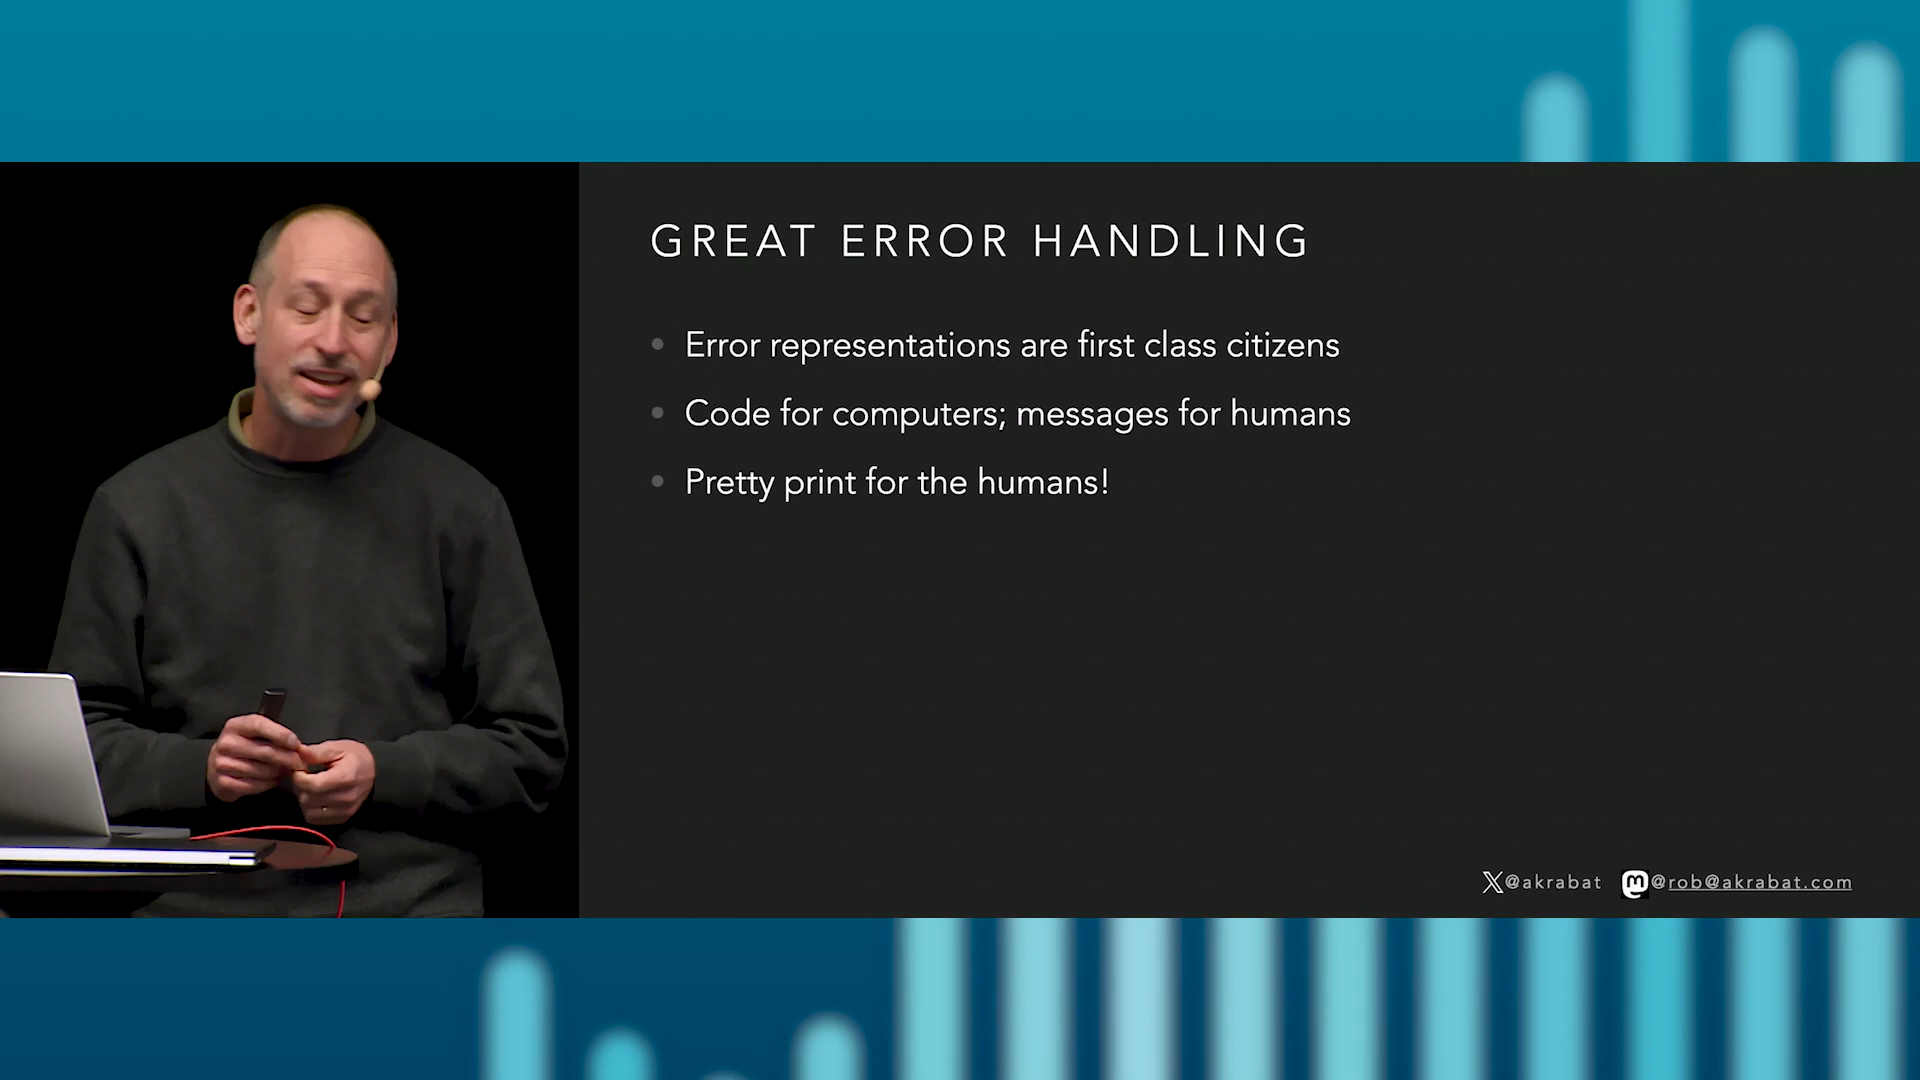 GREAT ERROR HANDLING
Error representations are first class citizens
Code for computers; messages for humans
Pretty print for the humans!
@akrabat @rob@akrabat.com